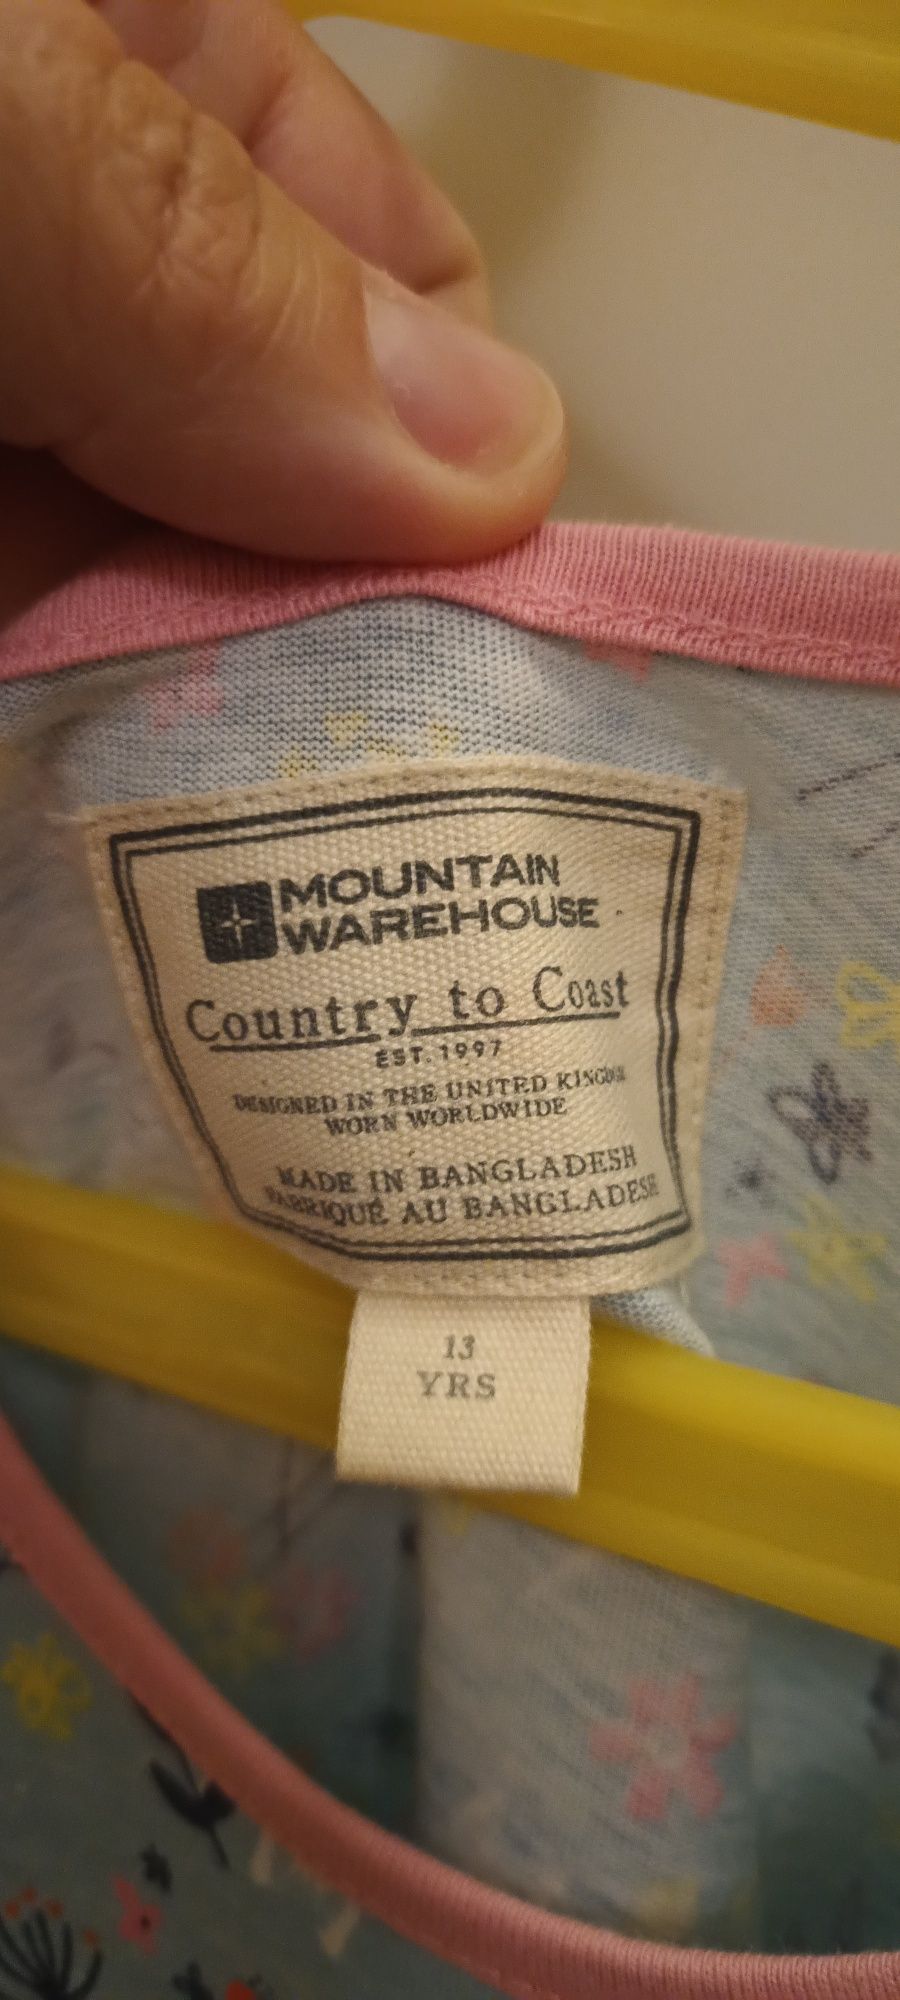 MOUNTAIN
WAREHOUSE
Country to Coast
EST. 1997
DESIGNED IN THE UNITED KINGDOM
WORN WORLDWIDE
MADE IN BANGLADESH
FABRIQUÉ AU BANGLADESH
13
YRS